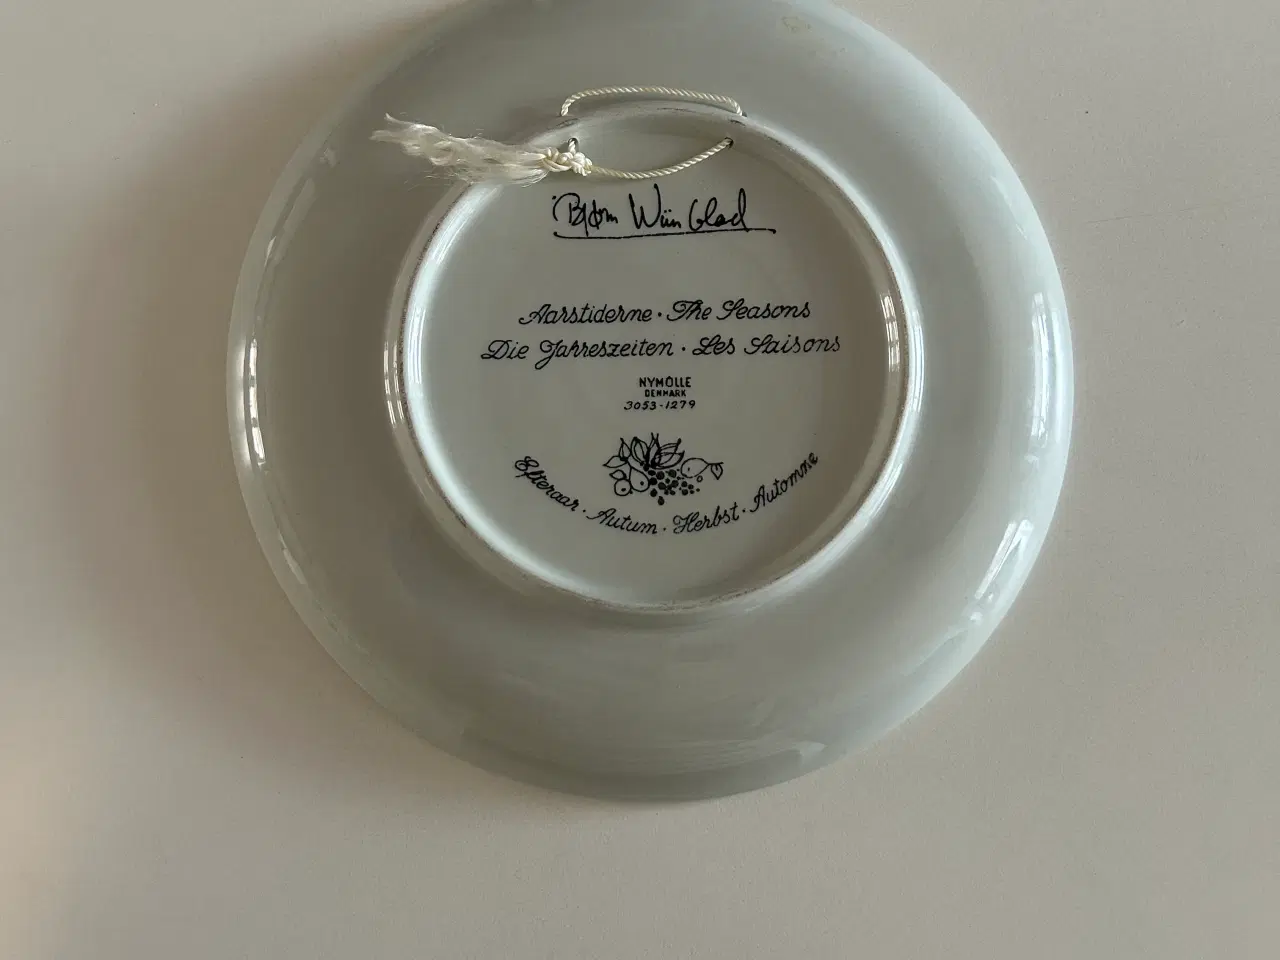 Bjørn Wiinblad
Aarstiderne · The Seasons
Die Jahreszeiten · Les Saisons
NYMÖLLE
DENMARK
3053-1279
Efteraar · Autum · Herbst · Automne